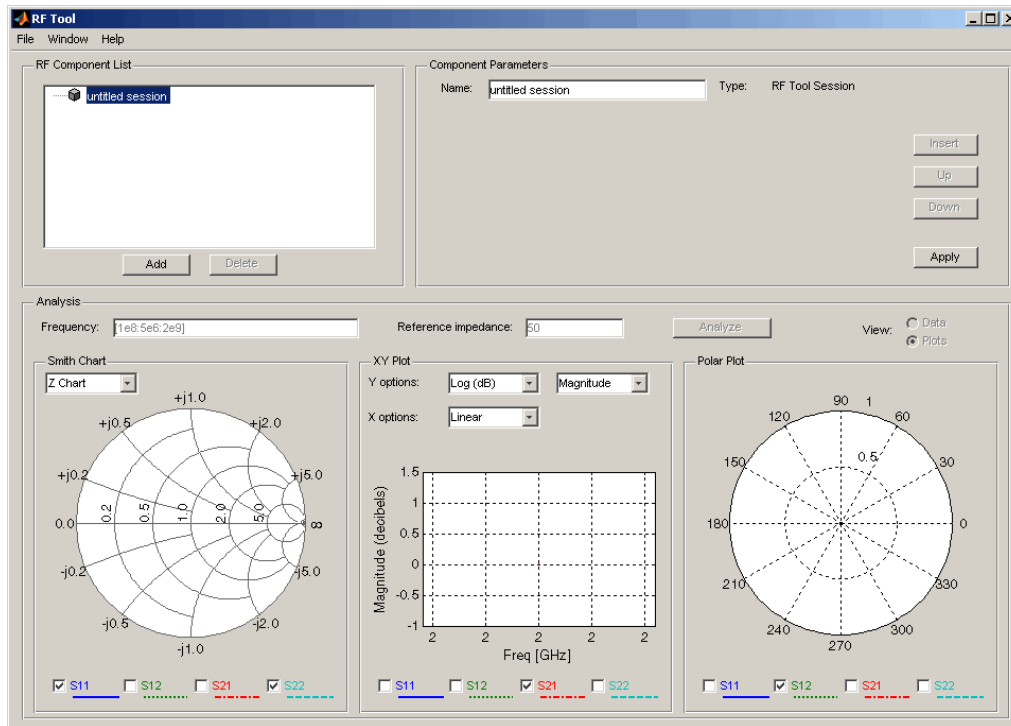 RF Tool
File Window Help
RF Component List
untitled session
Add Delete
Component Parameters
Name: untitled session Type: RF Tool Session
Insert
Up
Down
Apply
Analysis
Frequency: [1e8:5e6:2e9] Reference impedance: 50 Analyze View: Data
Plots
Smith Chart
Z Chart
+j1.0
+j0.5 +j2.0
+j0.2 +j5.0
0.0 0.2 0.5 1.0 2.0 5.0 ∞
-j0.2 -j5.0
-j0.5 -j2.0
-j1.0
S11 S12 S21 S22
XY Plot
Y options: Log (dB) Magnitude
X options: Linear
Magnitude (decibels)
1.5
1
0.5
0
-0.5
-1
2 2 2 2 2
Freq [GHz]
S11 S12 S21 S22
Polar Plot
90 1
120 60
0.5
150 30
180 0
210 330
240 300
270
S11 S12 S21 S22